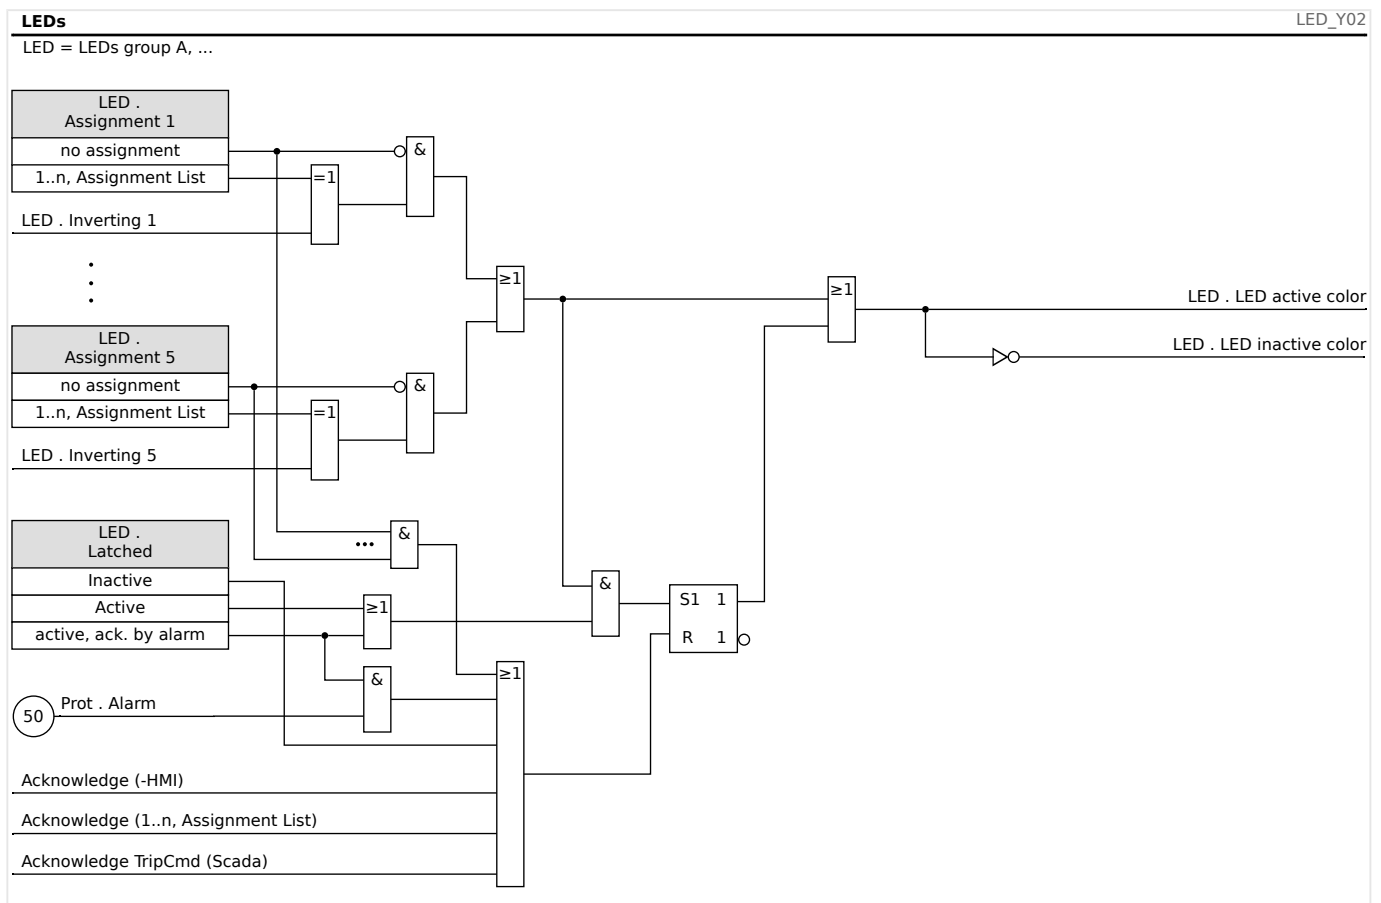 LEDs
LED_Y02
LED = LEDs group A, ...
LED .
Assignment 1
no assignment
&
1..n, Assignment List
=1
LED . Inverting 1
≥1
≥1
LED . LED active color
LED .
Assignment 5
LED . LED inactive color
no assignment
&
1..n, Assignment List
=1
LED . Inverting 5
LED .
Latched
&
...
Inactive
&
Active
≥1
S1 1
active, ack. by alarm
R 1
&
≥1
50
Prot . Alarm
Acknowledge (-HMI)
Acknowledge (1..n, Assignment List)
Acknowledge TripCmd (Scada)